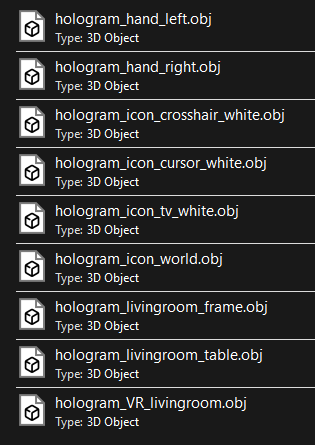 hologram_hand_left.obj
Type: 3D Object
hologram_hand_right.obj
Type: 3D Object
hologram_icon_crosshair_white.obj
Type: 3D Object
hologram_icon_cursor_white.obj
Type: 3D Object
hologram_icon_tv_white.obj
Type: 3D Object
hologram_icon_world.obj
Type: 3D Object
hologram_livingroom_frame.obj
Type: 3D Object
hologram_livingroom_table.obj
Type: 3D Object
hologram_VR_livingroom.obj
Type: 3D Object